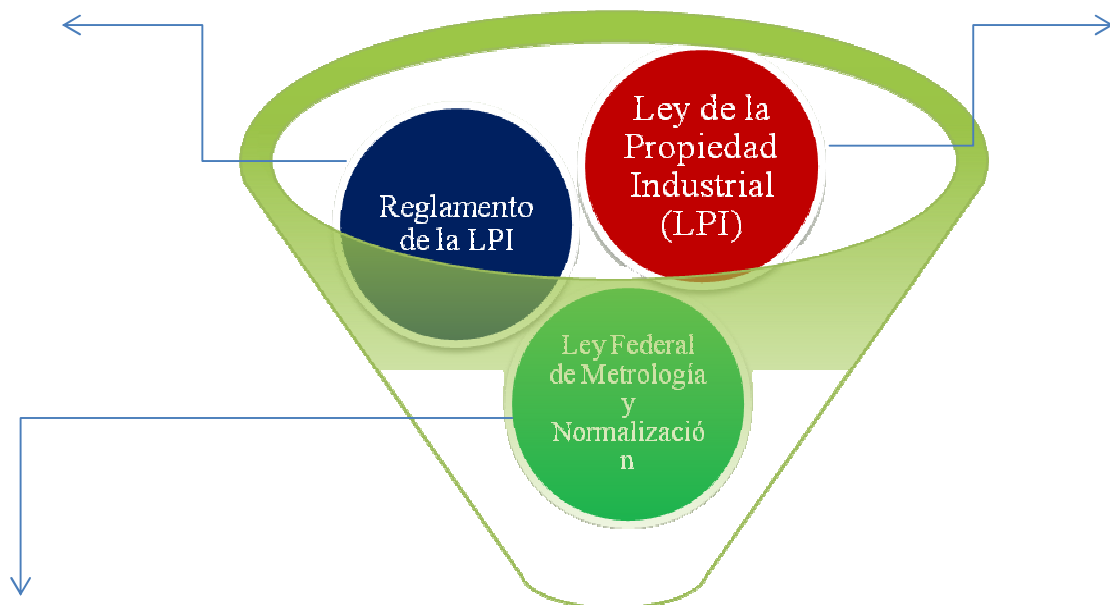 Ley de la
Propiedad
Industrial
(LPI)
Reglamento
de la LPI
Ley Federal
de Metrología
y
Normalizació
n